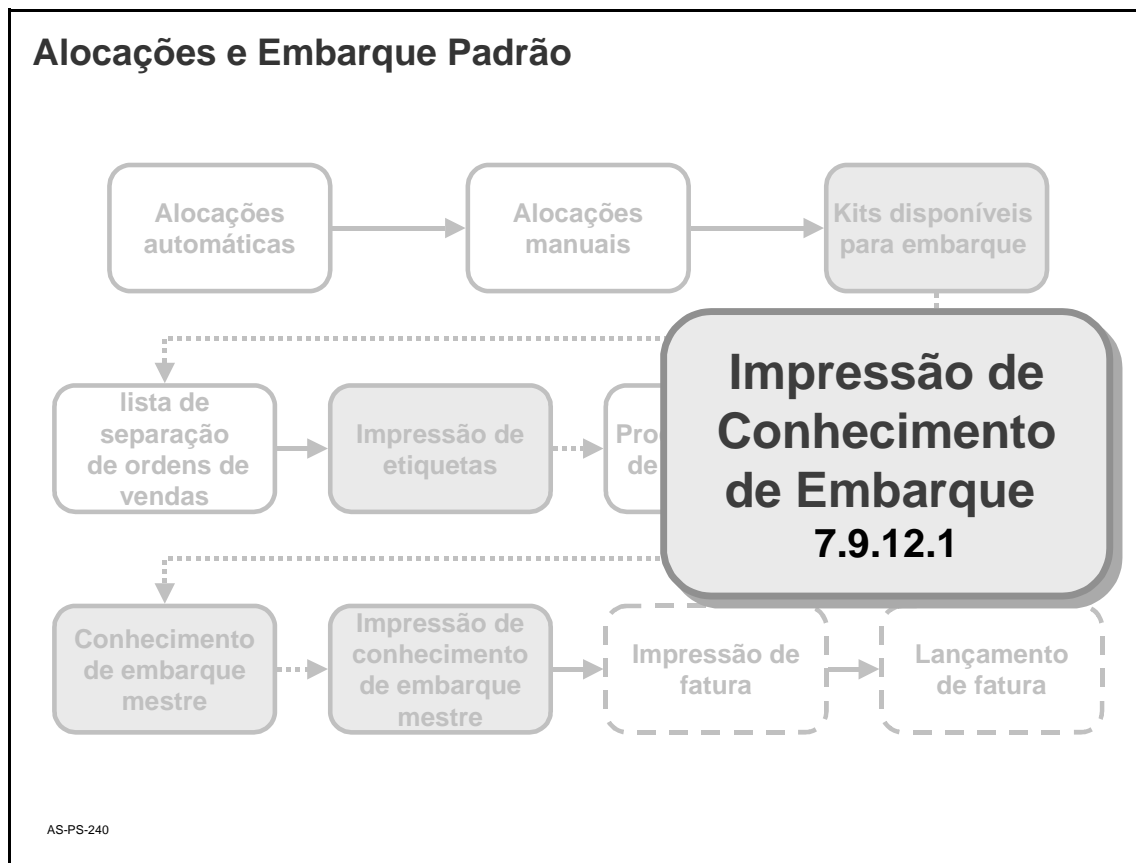 Alocações e Embarque Padrão
Alocações
automáticas
Alocações
manuais
Kits disponíveis
para embarque
lista de
separação
de ordens de
vendas
Impressão de
etiquetas
de
Impressão de
Conhecimento
de Embarque
7.9.12.1
Conhecimento
de embarque
mestre
Impressão de
conhecimento
de embarque
mestre
Impressão de
fatura
Lançamento
de fatura
AS-PS-240